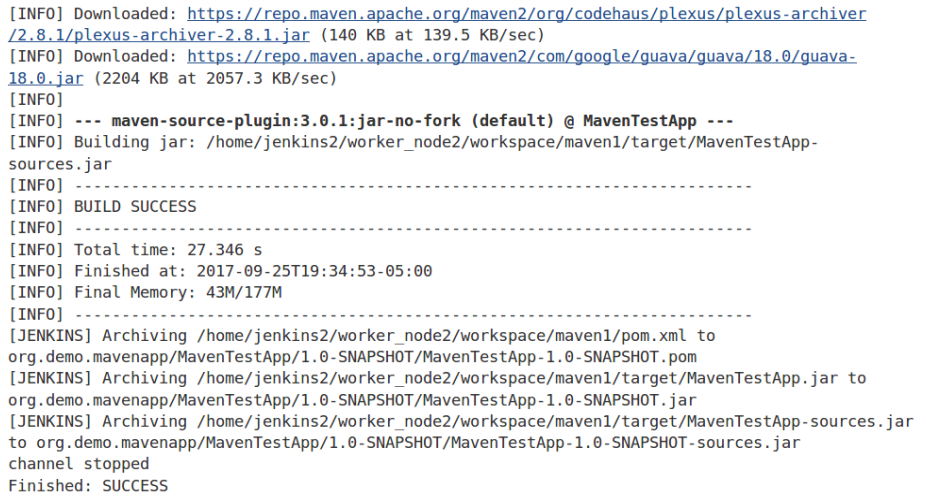 [INFO] Downloaded: https://repo.maven.apache.org/maven2/org/codehaus/plexus/plexus-archiver
/2.8.1/plexus-archiver-2.8.1.jar (140 KB at 139.5 KB/sec)
[INFO] Downloaded: https://repo.maven.apache.org/maven2/com/google/guava/guava/18.0/guava-
18.0.jar (2204 KB at 2057.3 KB/sec)
[INFO]
[INFO] --- maven-source-plugin:3.0.1:jar-no-fork (default) @ MavenTestApp ---
[INFO] Building jar: /home/jenkins2/worker_node2/workspace/maven1/target/MavenTestApp-
sources.jar
[INFO] ------------------------------------------------------------------------
[INFO] BUILD SUCCESS
[INFO] ------------------------------------------------------------------------
[INFO] Total time: 27.346 s
[INFO] Finished at: 2017-09-25T19:34:53-05:00
[INFO] Final Memory: 43M/177M
[INFO] ------------------------------------------------------------------------
[JENKINS] Archiving /home/jenkins2/worker_node2/workspace/maven1/pom.xml to
org.demo.mavenapp/MavenTestApp/1.0-SNAPSHOT/MavenTestApp-1.0-SNAPSHOT.pom
[JENKINS] Archiving /home/jenkins2/worker_node2/workspace/maven1/target/MavenTestApp.jar to
org.demo.mavenapp/MavenTestApp/1.0-SNAPSHOT/MavenTestApp-1.0-SNAPSHOT.jar
[JENKINS] Archiving /home/jenkins2/worker_node2/workspace/maven1/target/MavenTestApp-sources.jar
to org.demo.mavenapp/MavenTestApp/1.0-SNAPSHOT/MavenTestApp-1.0-SNAPSHOT-sources.jar
channel stopped
Finished: SUCCESS